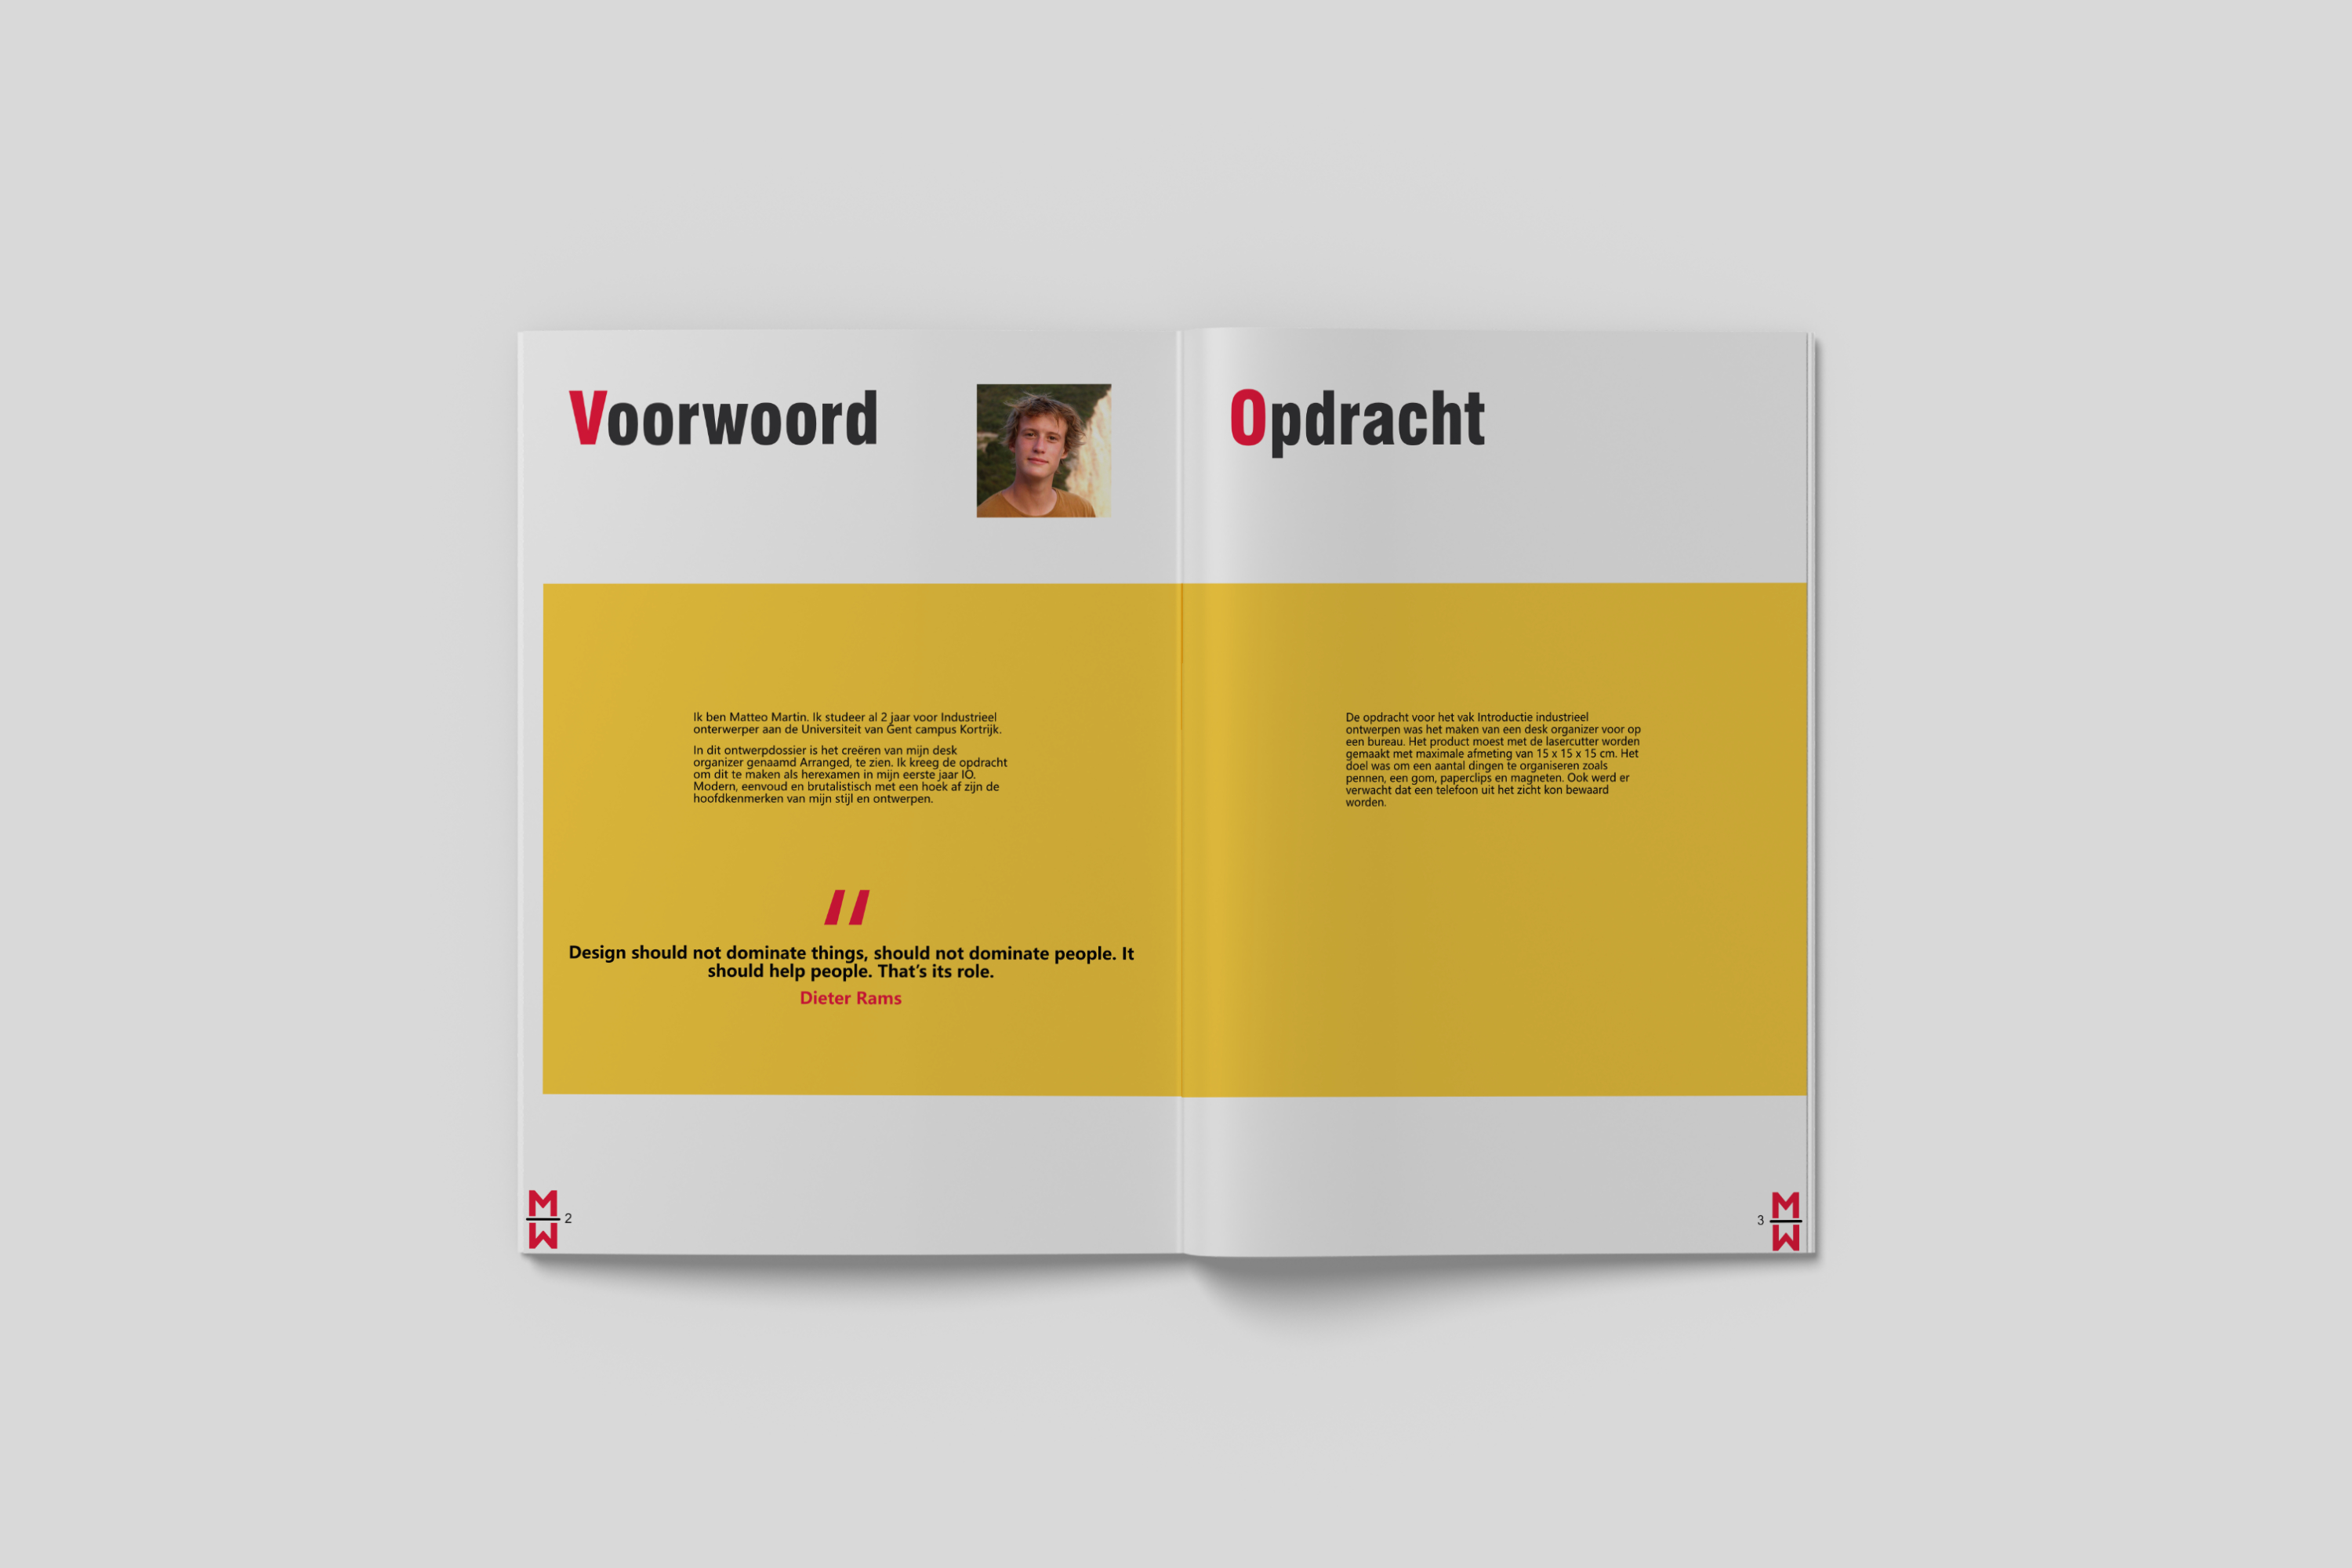 Voorwoord
Ik ben Matteo Martin. Ik studeer al 2 jaar voor Industrieel
onterwerper aan de Universiteit van Gent campus Kortrijk.
In dit ontwerpdossier is het creëren van mijn desk
organizer genaamd Arranged, te zien. Ik kreeg de opdracht
om dit te maken als herexamen in mijn eerste jaar IO.
Modern, eenvoud en brutalistisch met een hoek af zijn de
hoofdkenmerken van mijn stijl en ontwerpen.
"
Design should not dominate things, should not dominate people. It
should help people. That’s its role.
Dieter Rams
M
M
2
Opdracht
De opdracht voor het vak Introductie industrieel
ontwerpen was het maken van een desk organizer voor op
een bureau. Het product moest met de lasercutter worden
gemaakt met maximale afmeting van 15 x 15 x 15 cm. Het
doel was om een aantal dingen te organiseren zoals
pennen, een gom, paperclips en magneten. Ook werd er
verwacht dat een telefoon uit het zicht kon bewaard
worden.
3
M
M